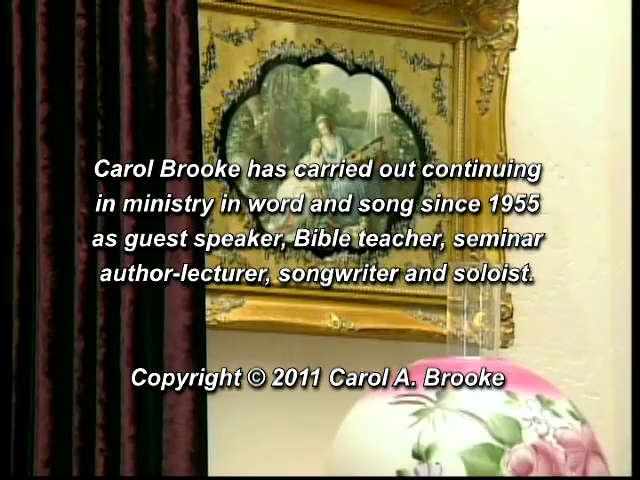 Carol Brooke has carried out continuing
in ministry in word and song since 1955
as guest speaker, Bible teacher, seminar
author-lecturer, songwriter and soloist.
Copyright © 2011 Carol A. Brooke